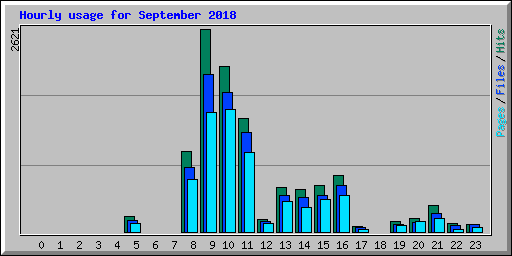 Hourly usage for September 2018
2621
Pages/Files/Hits
0 1 2 3 4 5 6 7 8 9 10 11 12 13 14 15 16 17 18 19 20 21 22 23